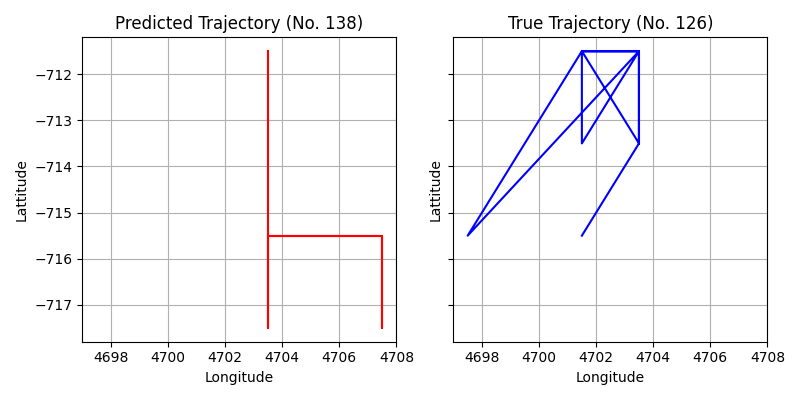 Predicted Trajectory (No. 138)
True Trajectory (No. 126)
Lattitude
−712
−713
−714
−715
−716
−717
4698 4700 4702 4704 4706 4708
Longitude
Lattitude
4698 4700 4702 4704 4706 4708
Longitude